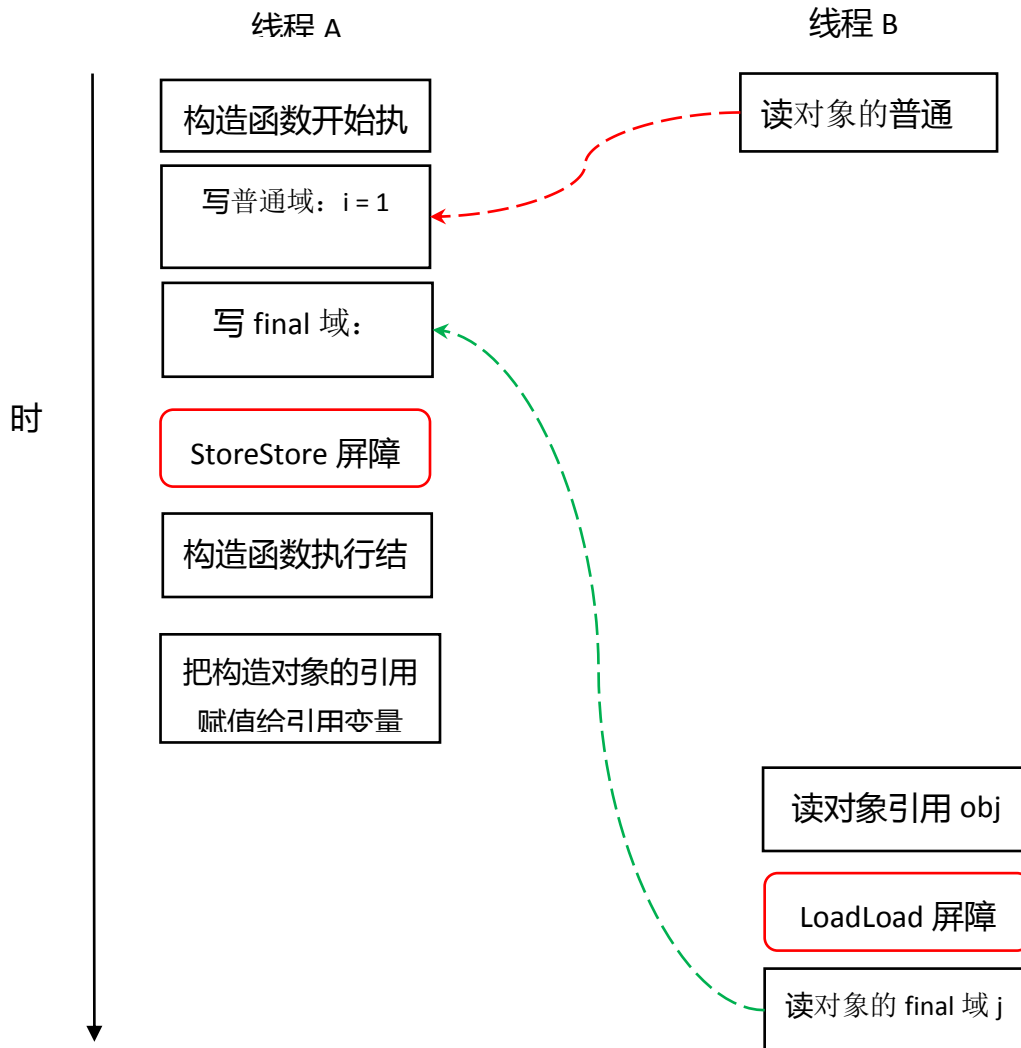 线程 A
线程 B
构造函数开始执
读对象的普通
写普通域：i = 1
写 final 域：
时
StoreStore 屏障
构造函数执行结
把构造对象的引用
赋值给引用变量
读对象引用 obj
LoadLoad 屏障
读对象的 final 域 j